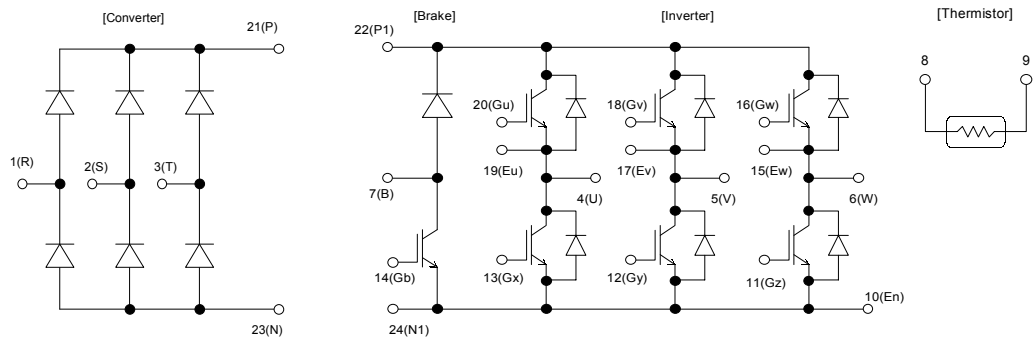 [Converter]
[Brake]
[Inverter]
[Thermistor]
21(P)
22(P1)
8
9
20(Gu)
18(Gv)
16(Gw)
1(R)
2(S)
3(T)
19(Eu)
17(Ev)
15(Ew)
7(B)
4(U)
5(V)
6(W)
14(Gb)
13(Gx)
12(Gy)
11(Gz)
10(En)
23(N)
24(N1)